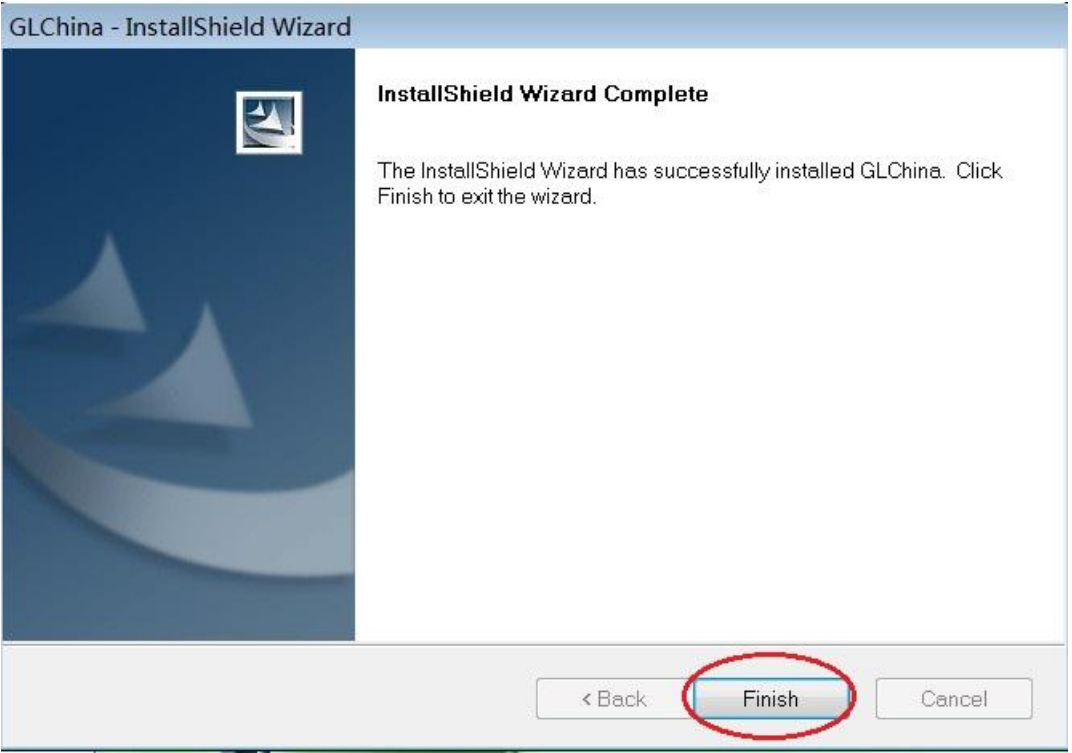 GLChina - InstallShield Wizard
InstallShield Wizard Complete
The InstallShield Wizard has successfully installed GLChina. Click
Finish to exit the wizard.
< Back
Finish
Cancel